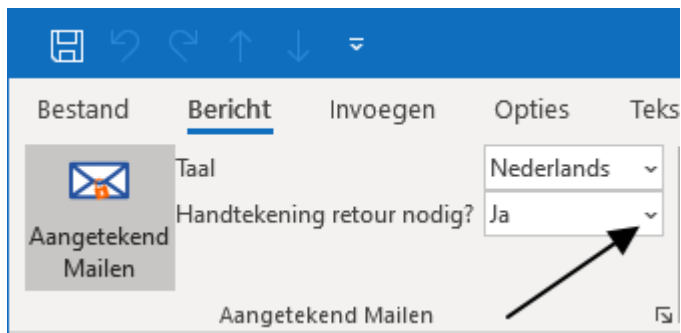 Bestand Bericht Invoegen Opties Teks
Taal Nederlands
Handtekening retour nodig? Ja
Aangetekend
Mailen
Aangetekend Mailen